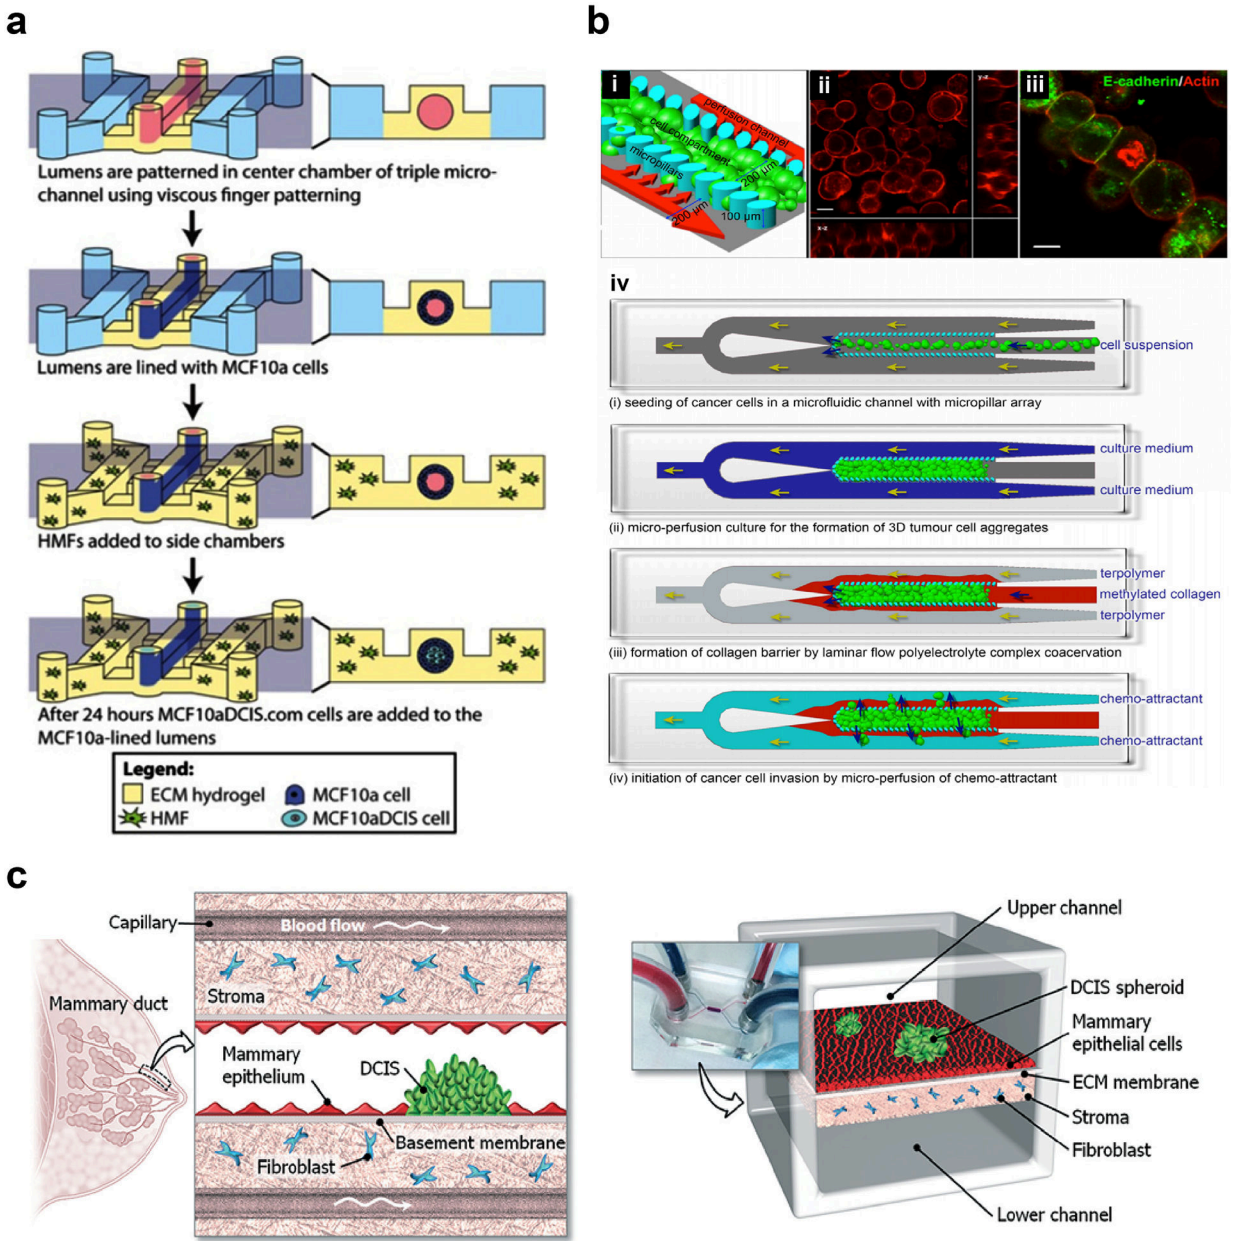 a
Lumens are patterned in center chamber of triple micro-
channel using viscous finger patterning
Lumens are lined with MCF10a cells
HMFs added to side chambers
After 24 hours MCF10aDCIS.com cells are added to the
MCF10a-lined lumens
Legend:
ECM hydrogel
MCF10a cell
HMF
MCF10aDCIS cell
b
i
perfusion channel
cell compartment
micropillars
200 µm
200 µm
100 µm
ii
y-z
x-z
iii
E-cadherin/Actin
iv
cell suspension
(i) seeding of cancer cells in a microfluidic channel with micropillar array
culture medium
culture medium
(ii) micro-perfusion culture for the formation of 3D tumour cell aggregates
terpolymer
methylated collagen
terpolymer
(iii) formation of collagen barrier by laminar flow polyelectrolyte complex coacervation
chemo-attractant
chemo-attractant
(iv) initiation of cancer cell invasion by micro-perfusion of chemo-attractant
c
Mammary duct
Capillary
Blood flow
Stroma
Mammary
epithelium
DCIS
Basement membrane
Fibroblast
Upper channel
DCIS spheroid
Mammary
epithelial cells
ECM membrane
Stroma
Fibroblast
Lower channel